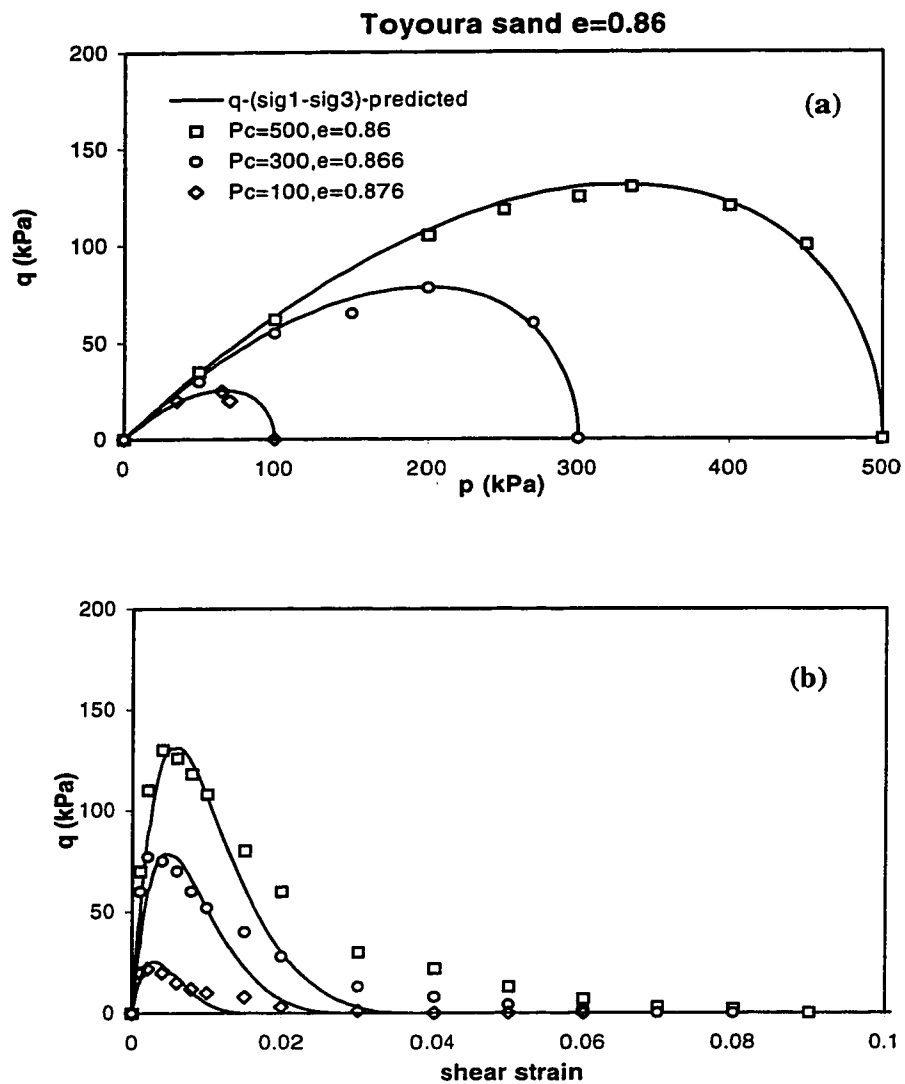 Toyoura sand e=0.86
200
150
100
50
0
q (kPa)
q-(sig1-sig3)-predicted
Pc=500,e=0.86
Pc=300,e=0.866
Pc=100,e=0.876
(a)
0 100 200 300 400 500
p (kPa)
200
150
100
50
0
q (kPa)
(b)
0 0.02 0.04 0.06 0.08 0.1
shear strain